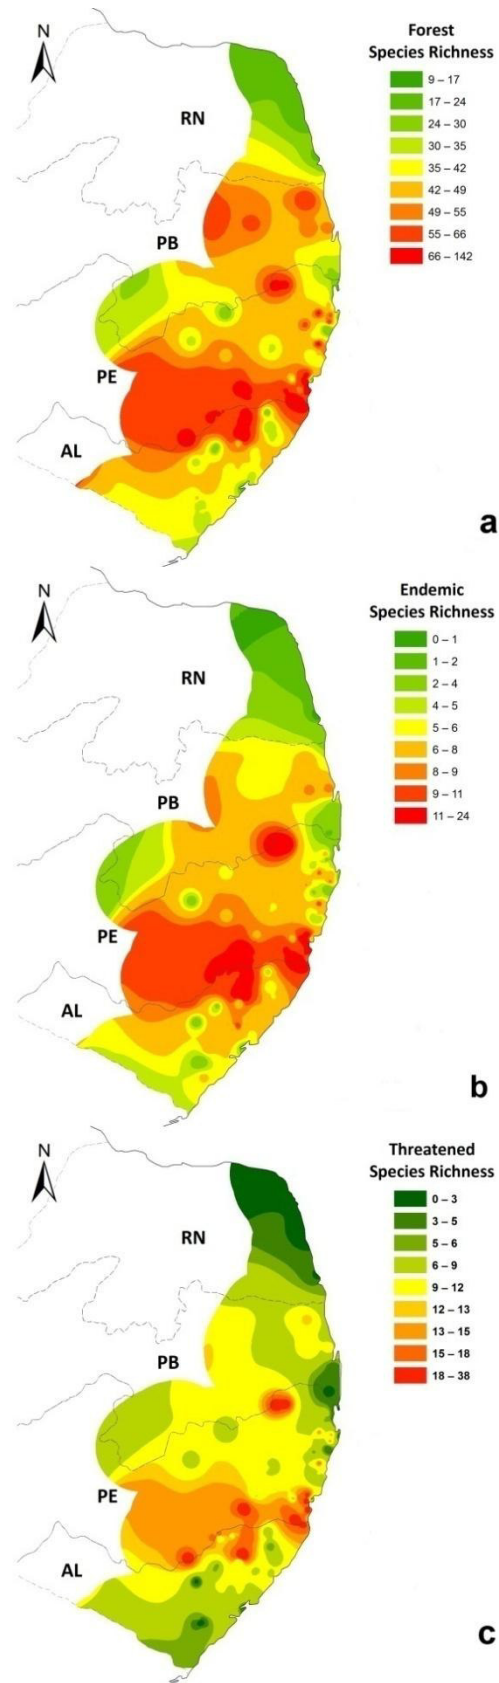 N
Forest
Species Richness
9 – 17
17 – 24
24 – 30
30 – 35
35 – 42
42 – 49
49 – 55
55 – 66
66 – 142
RN
PB
PE
AL
a
N
Endemic
Species Richness
0 – 1
1 – 2
2 – 4
4 – 5
5 – 6
6 – 8
8 – 9
9 – 11
11 – 24
RN
PB
PE
AL
b
N
Threatened
Species Richness
0 – 3
3 – 5
5 – 6
6 – 9
9 – 12
12 – 13
13 – 15
15 – 18
18 – 38
RN
PB
PE
AL
c